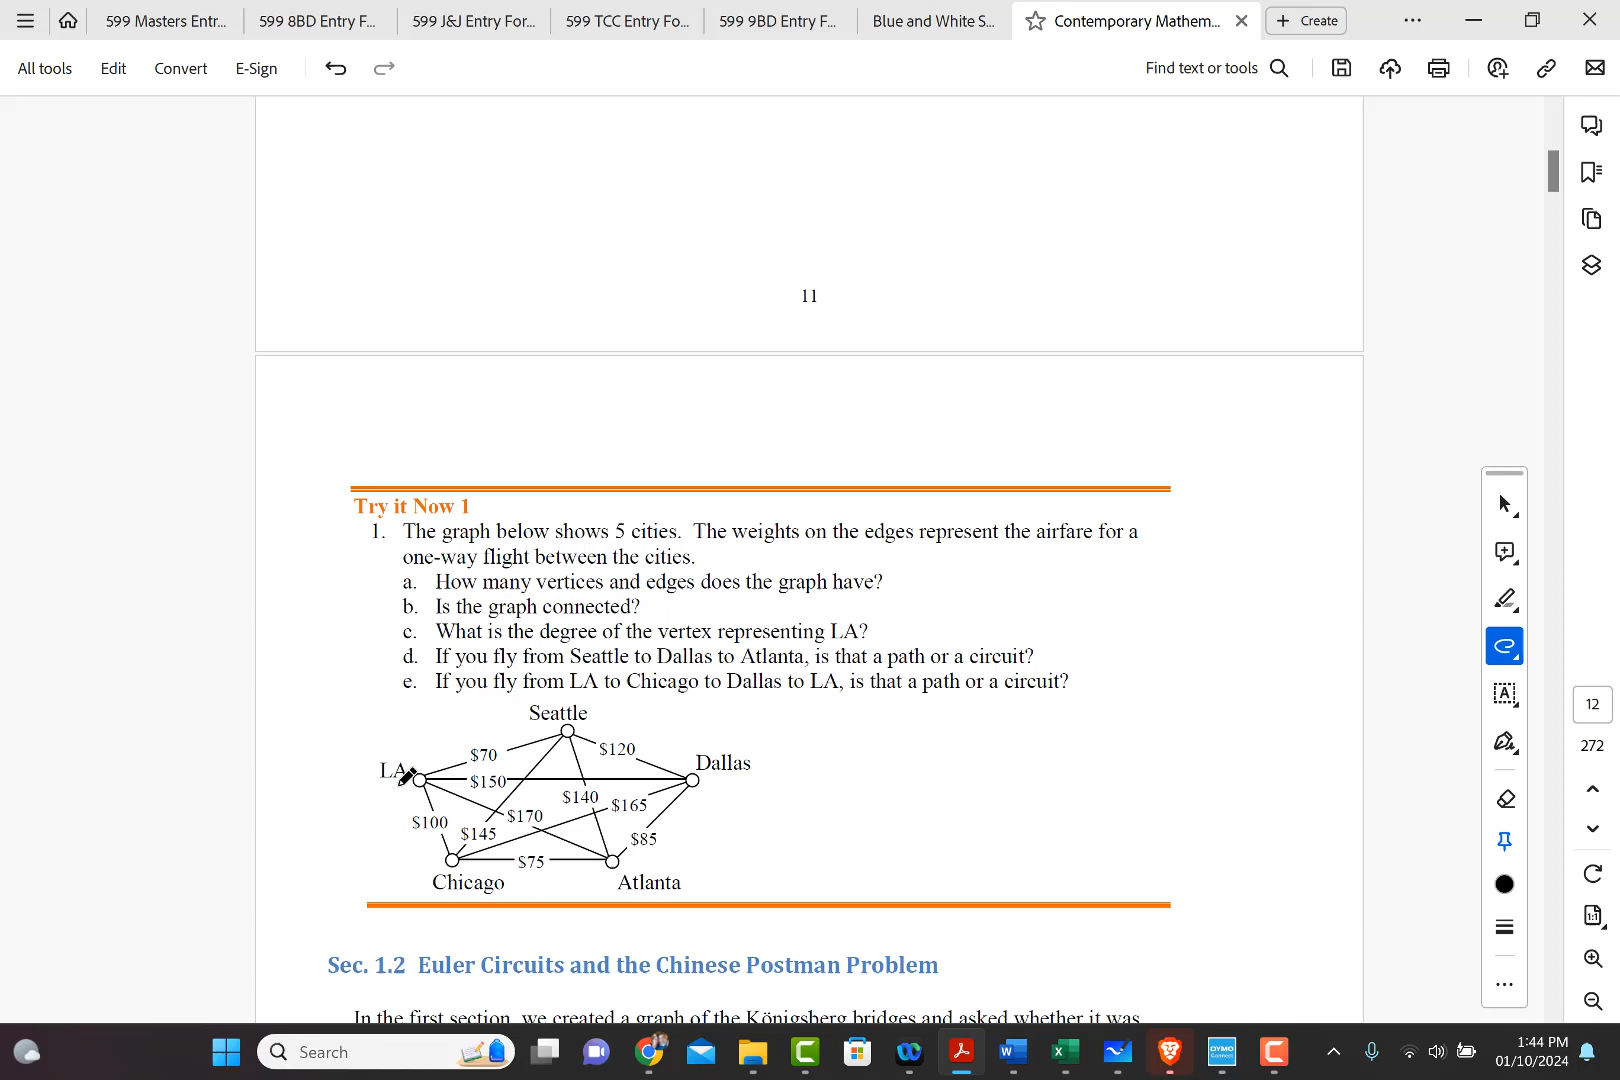 599 Masters Entr...
599 8BD Entry F...
599 J&J Entry For...
599 TCC Entry Fo...
599 9BD Entry F...
Blue and White S...
Contemporary Mathem...
+ Create
All tools
Edit
Convert
E-Sign
Find text or tools
11
Try it Now 1
1. The graph below shows 5 cities. The weights on the edges represent the airfare for a
one-way flight between the cities.
a. How many vertices and edges does the graph have?
b. Is the graph connected?
c. What is the degree of the vertex representing LA?
d. If you fly from Seattle to Dallas to Atlanta, is that a path or a circuit?
e. If you fly from LA to Chicago to Dallas to LA, is that a path or a circuit?
Seattle
$70
$120
LA
Dallas
$150
$140
$165
$100
$170
$145
$85
$75
Chicago
Atlanta
12
272
Sec. 1.2 Euler Circuits and the Chinese Postman Problem
In the first section, we created a graph of the Königsberg bridges and asked whether it was
Search
DYMO
Connect
1:44 PM
01/10/2024